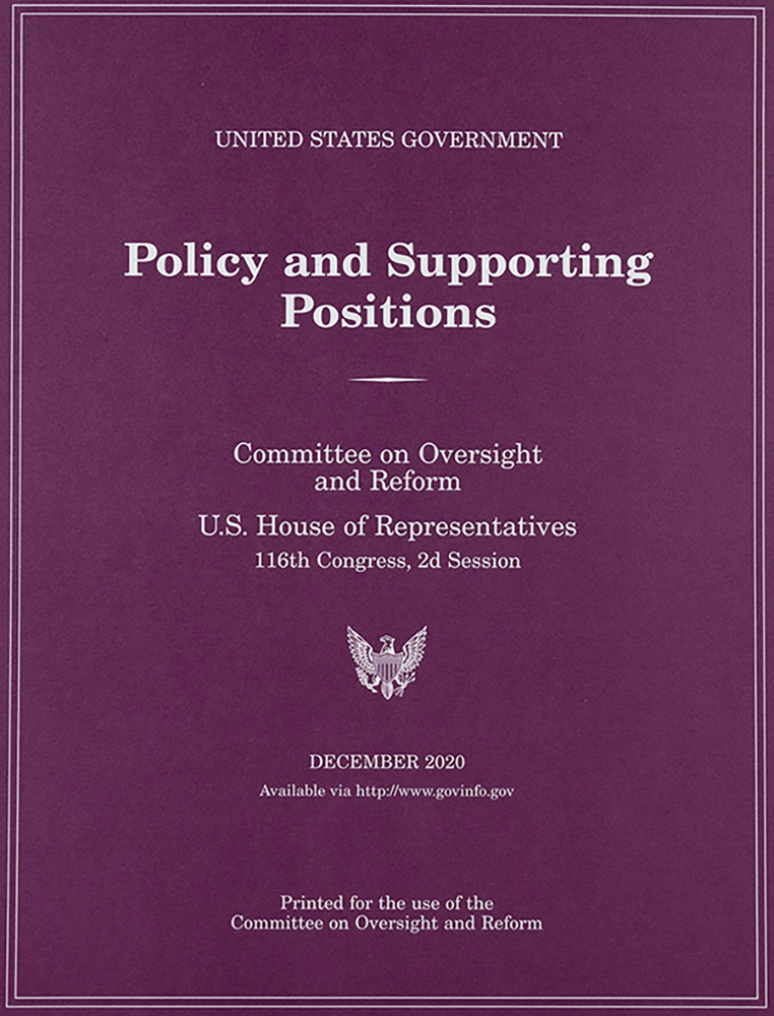 UNITED STATES GOVERNMENT
Policy and Supporting
Positions
Committee on Oversight
and Reform
U.S. House of Representatives
116th Congress, 2d Session
DECEMBER 2020
Available via http://www.govinfo.gov
Printed for the use of the
Committee on Oversight and Reform